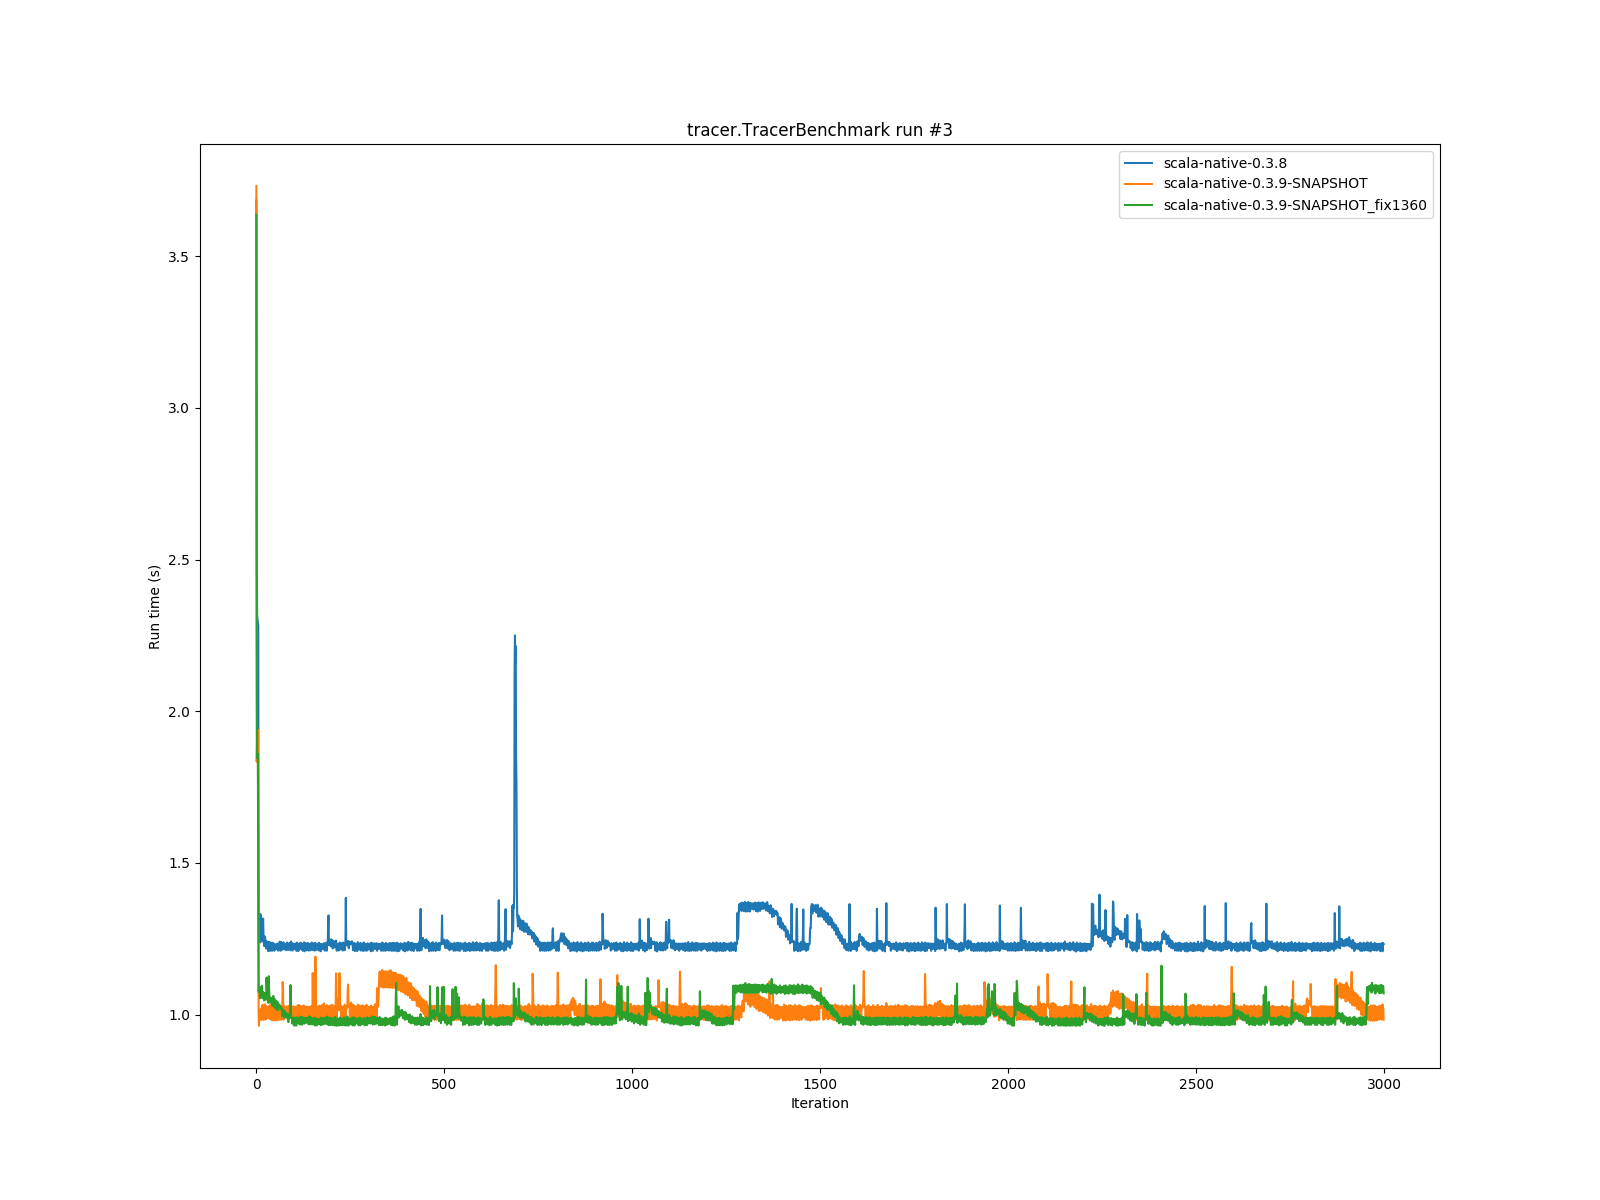 tracer.TracerBenchmark run #3
scala-native-0.3.8
scala-native-0.3.9-SNAPSHOT
scala-native-0.3.9-SNAPSHOT_fix1360
3.5
3.0
2.5
2.0
1.5
1.0
Run time (s)
0
500
1000
1500
2000
2500
3000
Iteration